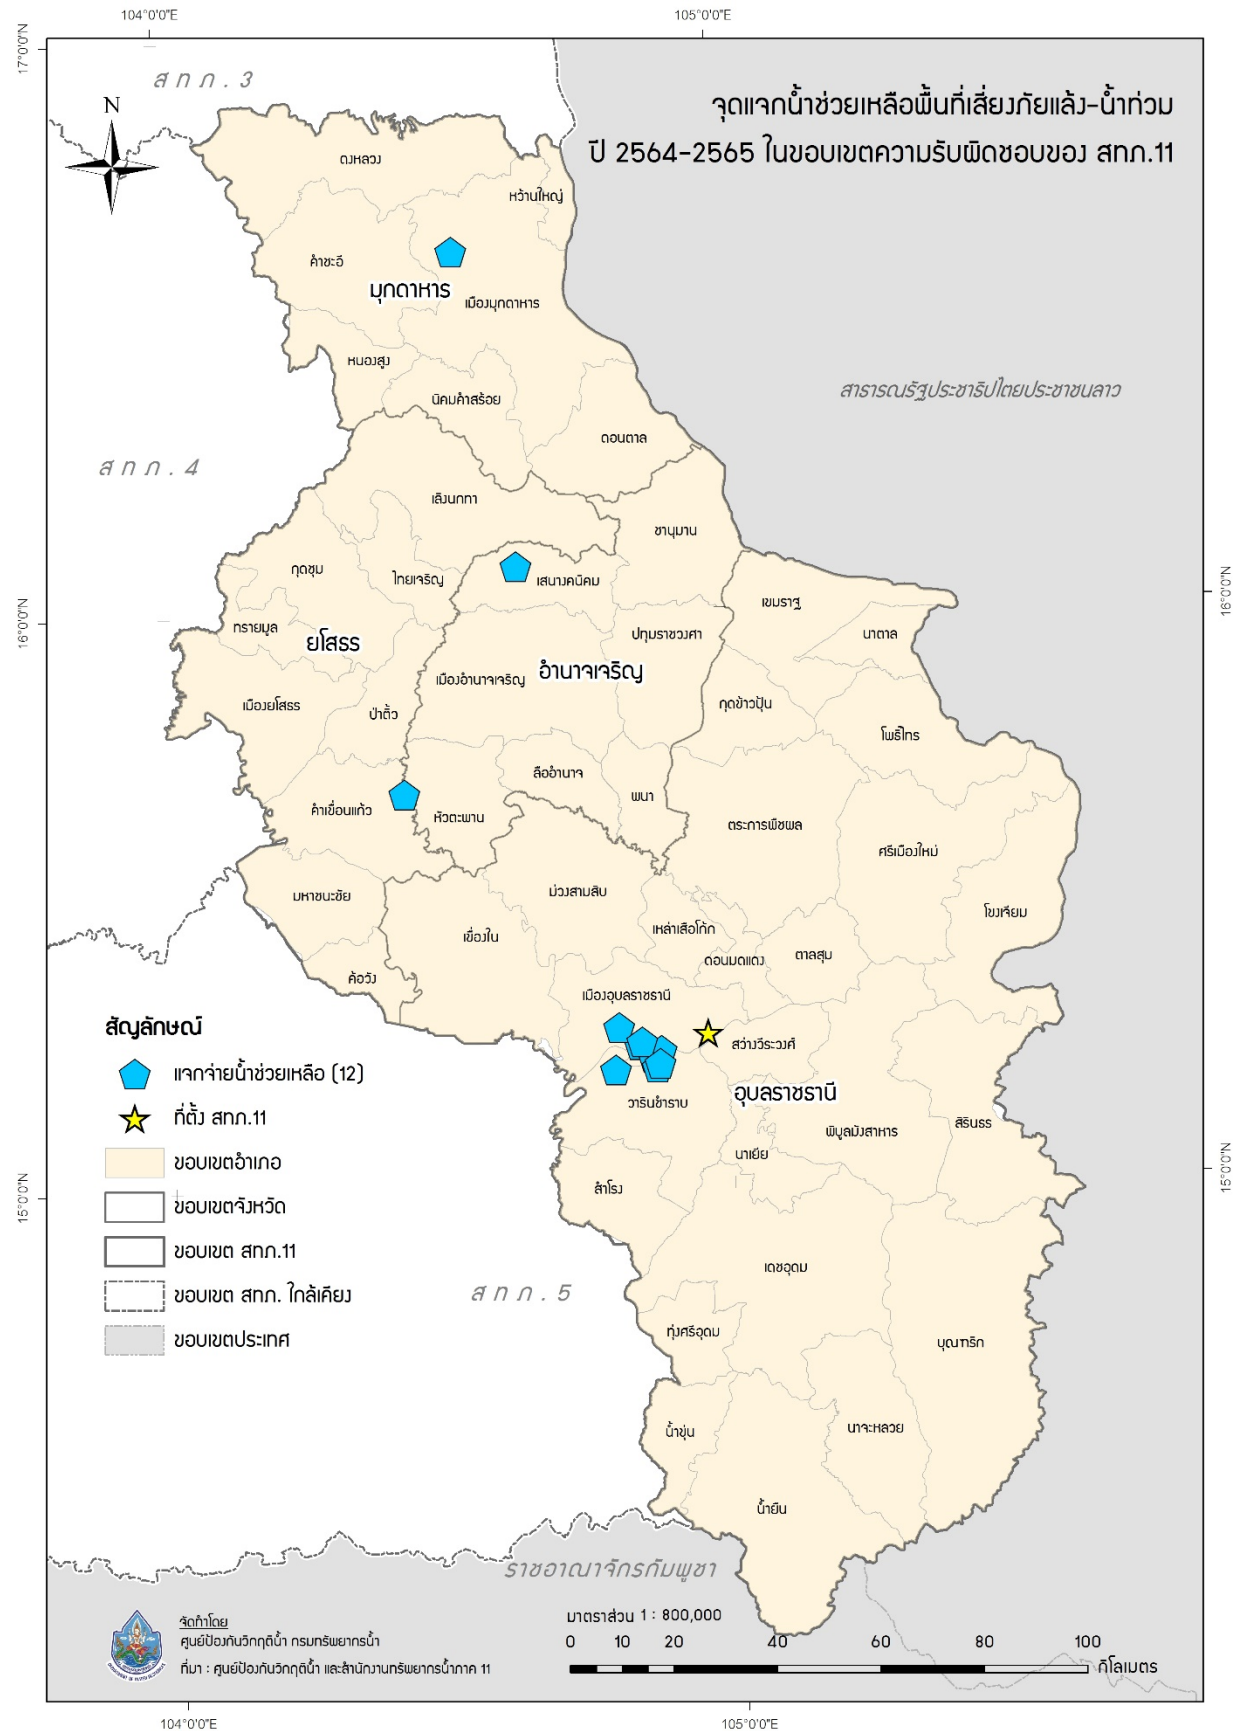 104°0'0"E
105°0'0"E
17°0'0"N
สทภ.3
N
จุดแจกน้ำช่วยเหลือพื้นที่เสี่ยงภัยแล้ง-น้ำท่วม
ปี 2564-2565 ในขอบเขตความรับผิดชอบของ สทภ.11
ดงหลวง
หว้านใหญ่
คำชะอี
มุกดาหาร
เมืองมุกดาหาร
หนองสูง
นิคมคำสร้อย
สาธารณรัฐประชาธิปไตยประชาชนลาว
ดอนตาล
สทภ.4
เลิงนกทา
ชานุมาน
กุดชุม
ไทยเจริญ
เสนางคนิคม
16°0'0"N
16°0'0"N
เขมราฐ
ทรายมูล
ยโสธร
ปทุมราชวงศา
นาตาล
เมืองอำนาจเจริญ
อำนาจเจริญ
เมืองยโสธร
ป่าติ้ว
กุดข้าวปุ้น
โพธิ์ไทร
ลืออำนาจ
พนา
คำเขื่อนแก้ว
หัวตะพาน
ตระการพืชผล
ศรีเมืองใหม่
มหาชนะชัย
ม่วงสามสิบ
โขงเจียม
เขื่องใน
เหล่าเสือโก้ก
ดอนมดแดง
ตาลสุม
ค้อวัง
เมืองอุบลราชธานี
สว่างวีระวงศ์
วารินชำราบ
อุบลราชธานี
พิบูลมังสาหาร
สิรินธร
นาเยีย
สำโรง
15°0'0"N
15°0'0"N
สัญลักษณ์
แจกจ่ายน้ำช่วยเหลือ (12)
ที่ตั้ง สทภ.11
ขอบเขตอำเภอ
ขอบเขตจังหวัด
ขอบเขต สทภ.11
ขอบเขต สทภ. ใกล้เคียง
ขอบเขตประเทศ
เดชอุดม
สทภ.5
ทุ่งศรีอุดม
บุณฑริก
น้ำขุ่น
นาจะหลวย
น้ำยืน
ราชอาณาจักรกัมพูชา
จัดทำโดย
ศูนย์ป้องกันวิกฤติน้ำ กรมทรัพยากรน้ำ
ที่มา : ศูนย์ป้องกันวิกฤติน้ำ และสำนักงานทรัพยากรน้ำภาค 11
มาตราส่วน 1 : 800,000
0 10 20 40 60 80 100
กิโลเมตร
104°0'0"E
105°0'0"E